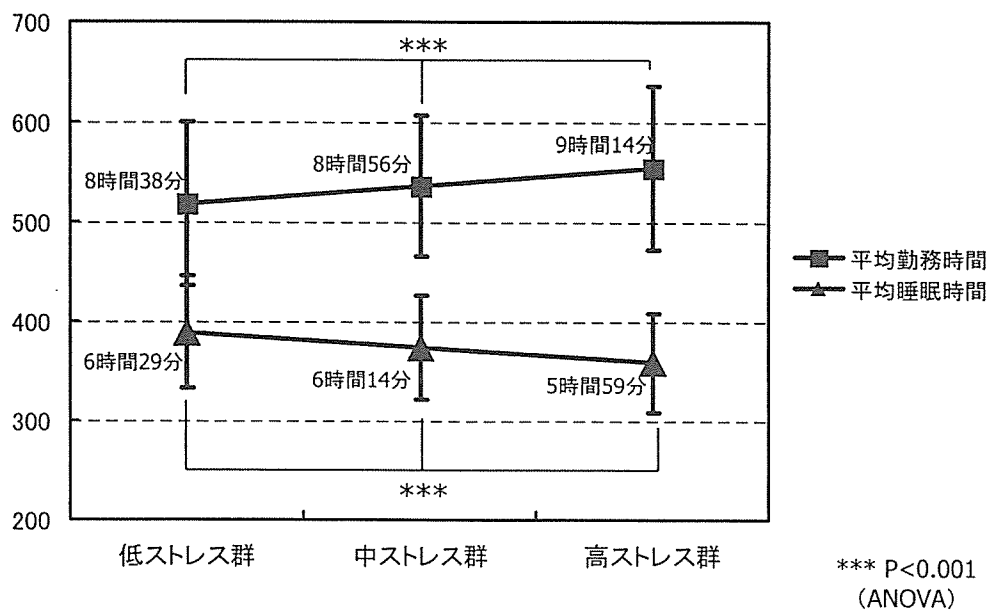 700
600
500
400
300
200
***
8時間38分
8時間56分
9時間14分
6時間29分
6時間14分
5時間59分
***
低ストレス群
中ストレス群
高ストレス群
平均勤務時間
平均睡眠時間
*** P<0.001
(ANOVA)